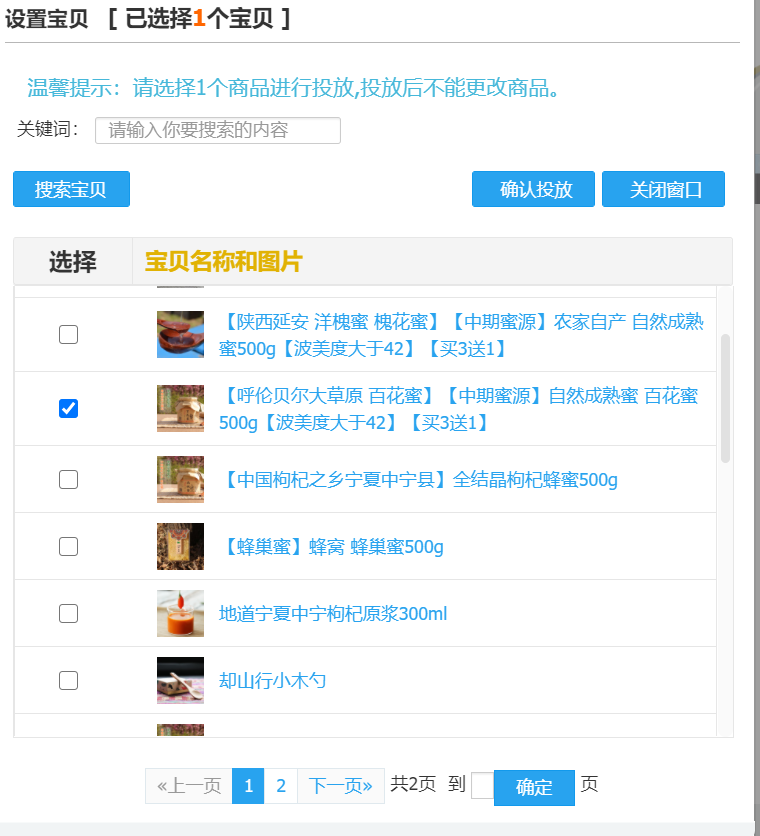 设置宝贝 [ 已选择1个宝贝 ]
温馨提示：请选择1个商品进行投放,投放后不能更改商品。
关键词： 请输入你要搜索的内容
搜索宝贝 确认投放 关闭窗口
选择 宝贝名称和图片
【陕西延安 洋槐蜜 槐花蜜】【中期蜜源】农家自产 自然成熟
蜜500g【波美度大于42】【买3送1】
【呼伦贝尔大草原 百花蜜】【中期蜜源】自然成熟蜜 百花蜜
500g【波美度大于42】【买3送1】
【中国枸杞之乡宁夏中宁县】全结晶枸杞蜂蜜500g
【蜂巢蜜】蜂窝 蜂巢蜜500g
地道宁夏中宁枸杞原浆300ml
却山行小木勺
«上一页 1 2 下一页» 共2页 到 确定 页